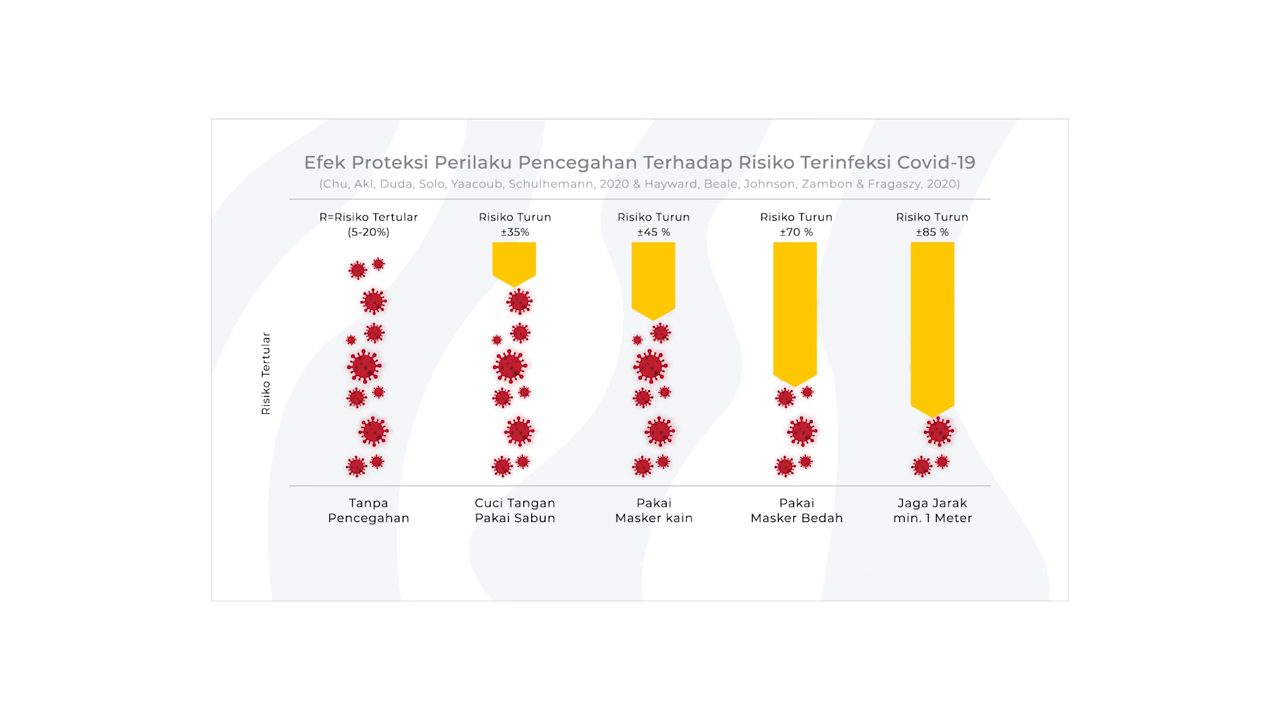 Efek Proteksi Perilaku Pencegahan Terhadap Risiko Terinfeksi Covid-19
(Chu, Akl, Duda, Solo, Yaacoub, Schulhemann, 2020 & Hayward, Beale, Johnson, Zambon & Fragaszy, 2020)
R=Risiko Tertular
(5-20%)
Risiko Turun
±35%
Risiko Turun
±45 %
Risiko Turun
±70 %
Risiko Turun
±85 %
Risiko Tertular
Tanpa
Pencegahan
Cuci Tangan
Pakai Sabun
Pakai
Masker kain
Pakai
Masker Bedah
Jaga Jarak
min. 1 Meter